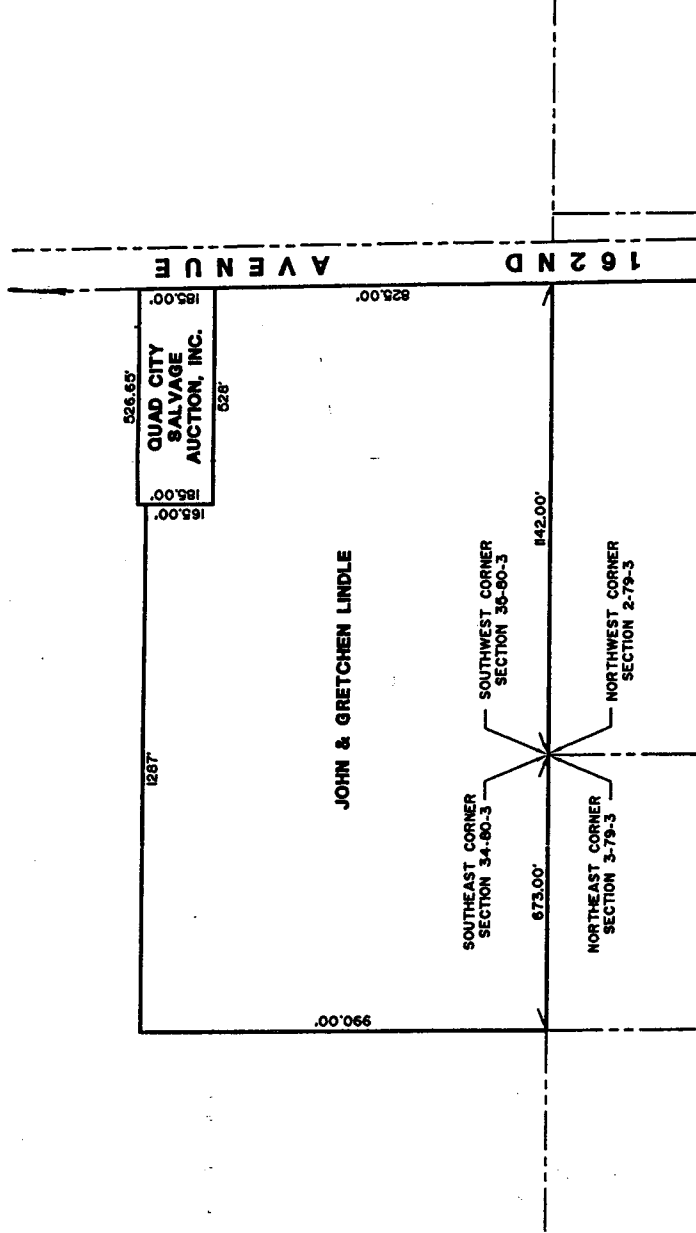 162ND AVENUE
526.65'
185.00'
QUAD CITY
SALVAGE
AUCTION, INC.
185.00'
528'
165.00'
825.00'
1287'
JOHN & GRETCHEN LINDLE
990.00'
SOUTHEAST CORNER
SECTION 34-80-3
SOUTHWEST CORNER
SECTION 35-80-3
673.00'
1142.00'
NORTHEAST CORNER
SECTION 3-79-3
NORTHWEST CORNER
SECTION 2-79-3